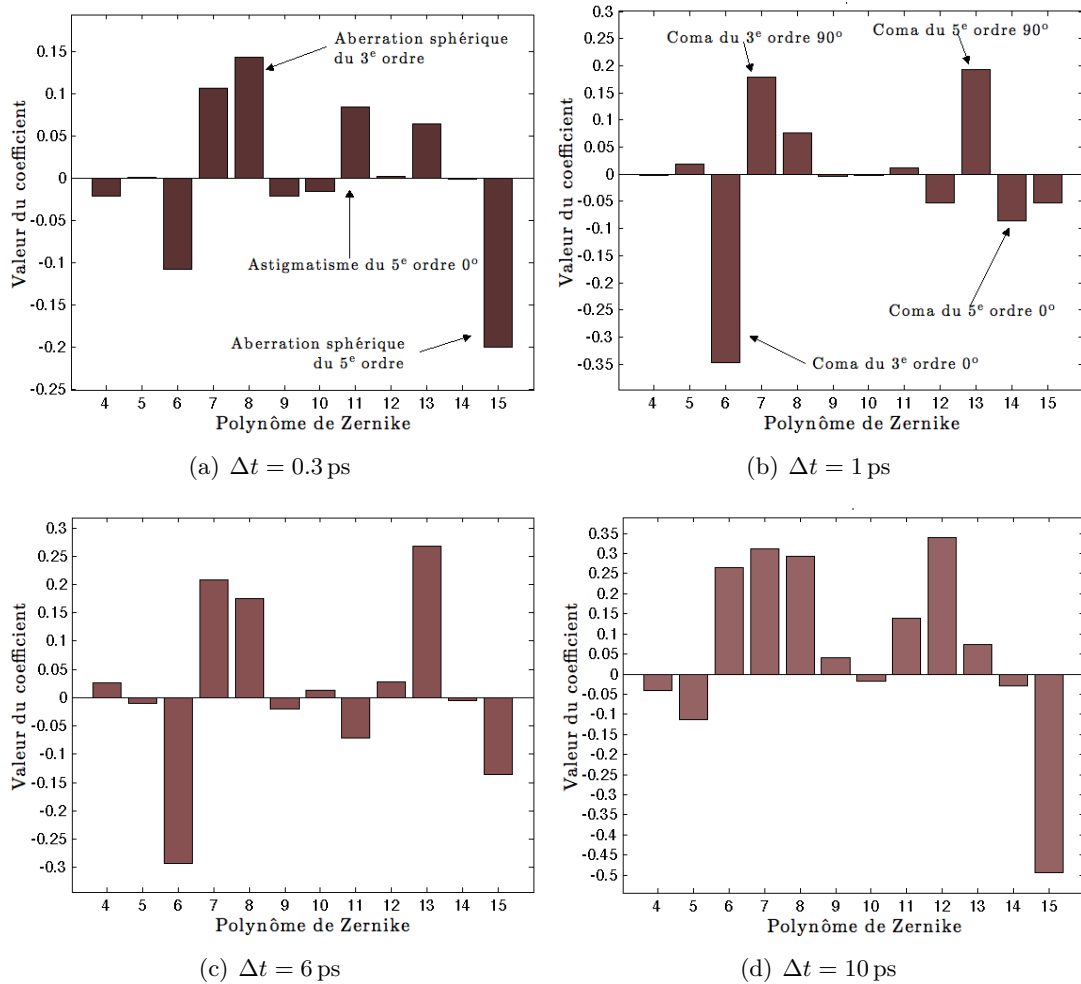 0.15
0.1
0.05
0
-0.05
-0.1
-0.15
-0.2
-0.25
Valeur du coefficient
Aberration sphérique
du 3e ordre
Astigmatisme du 5e ordre 0o
Aberration sphérique
du 5e ordre
4 5 6 7 8 9 10 11 12 13 14 15
Polynôme de Zernike
(a) Δt = 0.3 ps
0.3
0.25
0.2
0.15
0.1
0.05
0
-0.05
-0.1
-0.15
-0.2
-0.25
-0.3
-0.35
Valeur du coefficient
Coma du 3e ordre 90o
Coma du 5e ordre 90o
Coma du 5e ordre 0o
Coma du 3e ordre 0o
4 5 6 7 8 9 10 11 12 13 14 15
Polynôme de Zernike
(b) Δt = 1 ps
0.3
0.25
0.2
0.15
0.1
0.05
0
-0.05
-0.1
-0.15
-0.2
-0.25
-0.3
Valeur du coefficient
4 5 6 7 8 9 10 11 12 13 14 15
Polynôme de Zernike
(c) Δt = 6 ps
0.35
0.3
0.25
0.2
0.15
0.1
0.05
0
-0.05
-0.1
-0.15
-0.2
-0.25
-0.3
-0.35
-0.4
-0.45
-0.5
Valeur du coefficient
4 5 6 7 8 9 10 11 12 13 14 15
Polynôme de Zernike
(d) Δt = 10 ps